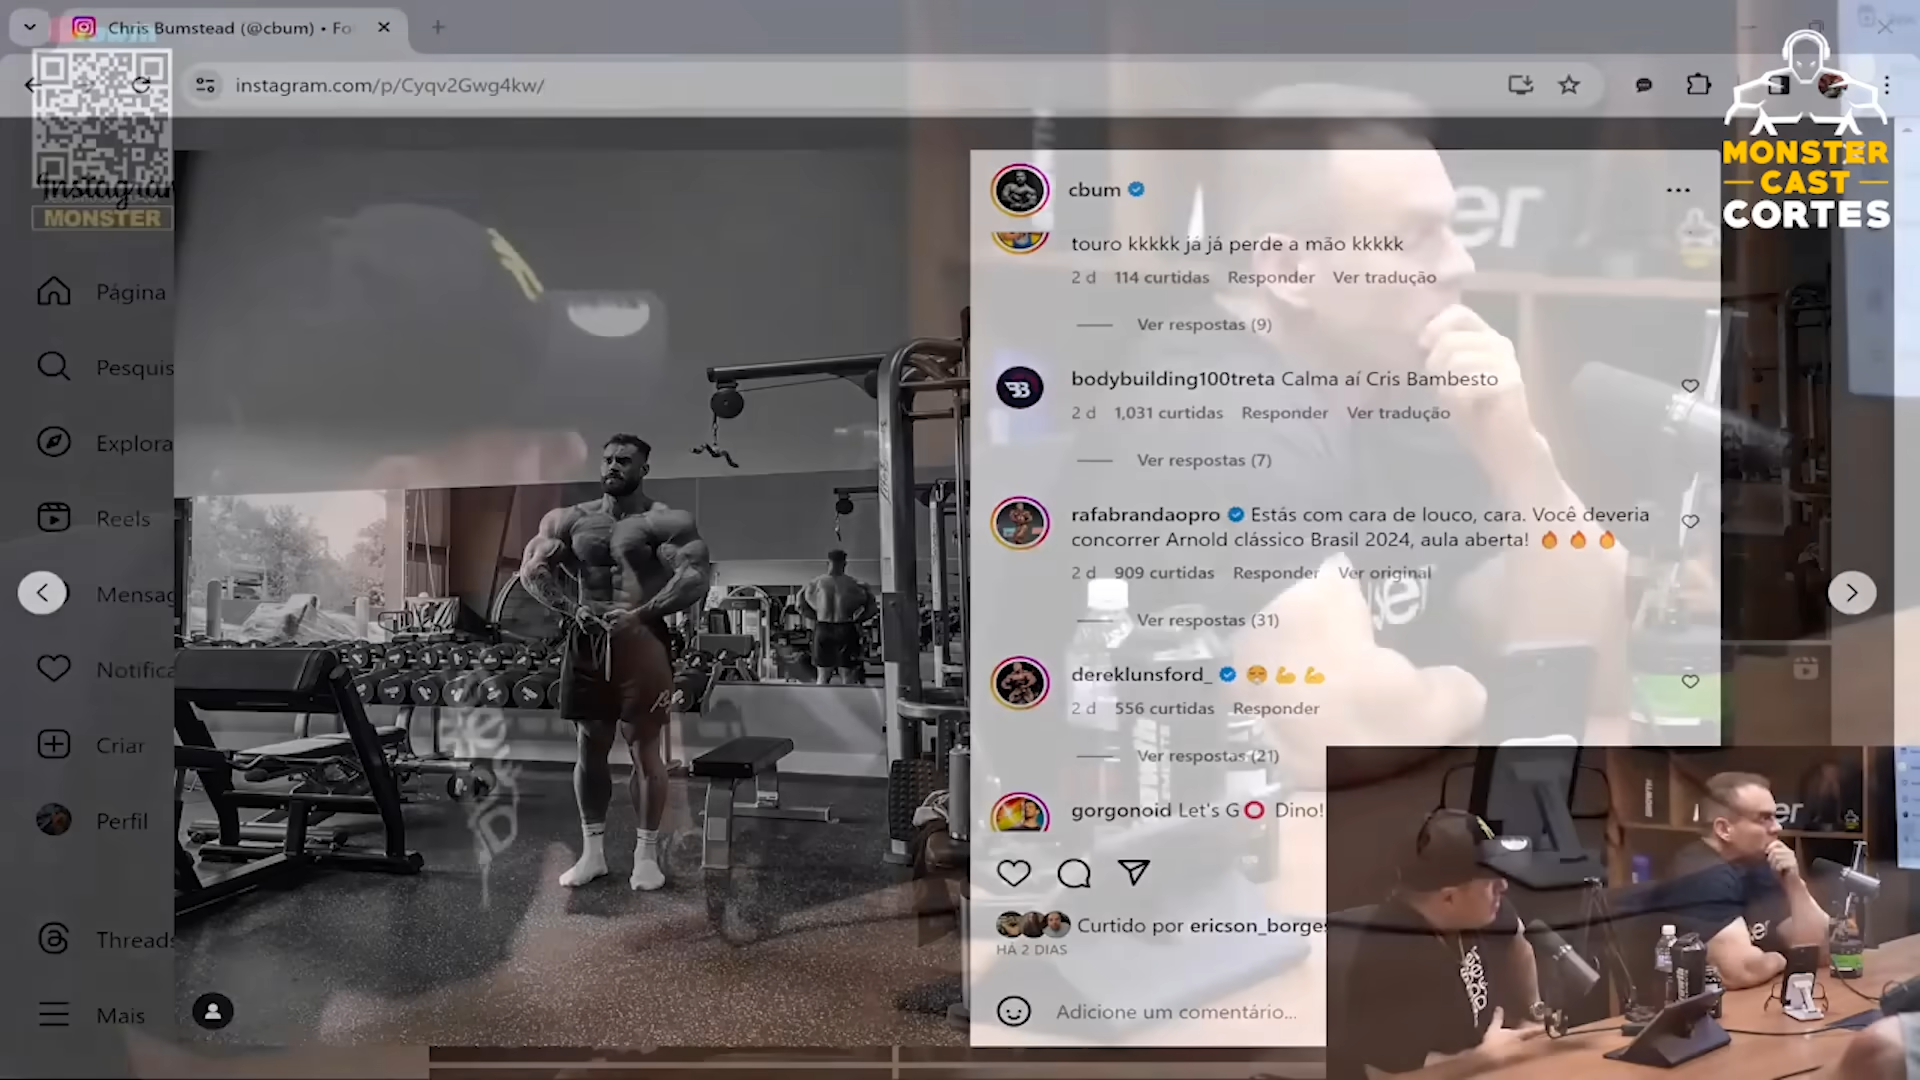 Chris Bumstead (@cbum) • Fo
instagram.com/p/Cyqv2Gwg4kw/
Instagram
MONSTER
MONSTER
CAST
CORTES
Página
Pesquis
Explora
Reels
Mensag
Notifica
Criar
Perfil
Threads
Mais
cbum
touro kkkkk já já perde a mão kkkkk
2 d 114 curtidas Responder Ver tradução
Ver respostas (9)
bodybuilding100treta Calma aí Cris Bambesto
2 d 1,031 curtidas Responder Ver tradução
Ver respostas (7)
rafabrandaopro Estás com cara de louco, cara. Você deveria
concorrer Arnold clássico Brasil 2024, aula aberta! 🔥 🔥 🔥
2 d 909 curtidas Responder Ver original
Ver respostas (31)
dereklunsford_ 😤 💪 💪
2 d 556 curtidas Responder
Ver respostas (21)
gorgonoid Let's G⭕ Dino!
Curtido por ericson_borges
HÁ 2 DIAS
Adicione um comentário...